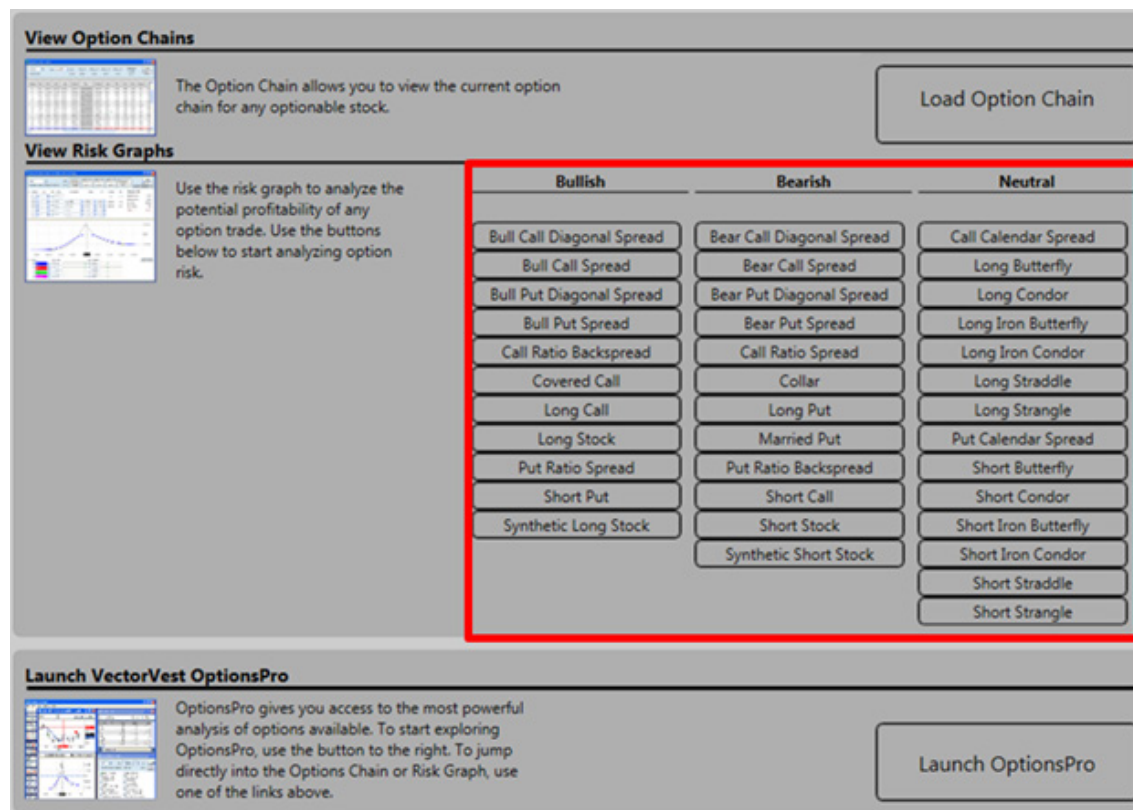 View Option Chains
The Option Chain allows you to view the current option
chain for any optionable stock.
Load Option Chain
View Risk Graphs
Use the risk graph to analyze the
potential profitability of any
option trade. Use the buttons
below to start analyzing option
risk.
Bullish
Bull Call Diagonal Spread
Bull Call Spread
Bull Put Diagonal Spread
Bull Put Spread
Call Ratio Backspread
Covered Call
Long Call
Long Stock
Put Ratio Spread
Short Put
Synthetic Long Stock
Bearish
Bear Call Diagonal Spread
Bear Call Spread
Bear Put Diagonal Spread
Bear Put Spread
Call Ratio Spread
Collar
Long Put
Married Put
Put Ratio Backspread
Short Call
Short Stock
Synthetic Short Stock
Neutral
Call Calendar Spread
Long Butterfly
Long Condor
Long Iron Butterfly
Long Iron Condor
Long Straddle
Long Strangle
Put Calendar Spread
Short Butterfly
Short Condor
Short Iron Butterfly
Short Iron Condor
Short Straddle
Short Strangle
Launch VectorVest OptionsPro
OptionsPro gives you access to the most powerful
analysis of options available. To start exploring
OptionsPro, use the button to the right. To jump
directly into the Options Chain or Risk Graph, use
one of the links above.
Launch OptionsPro